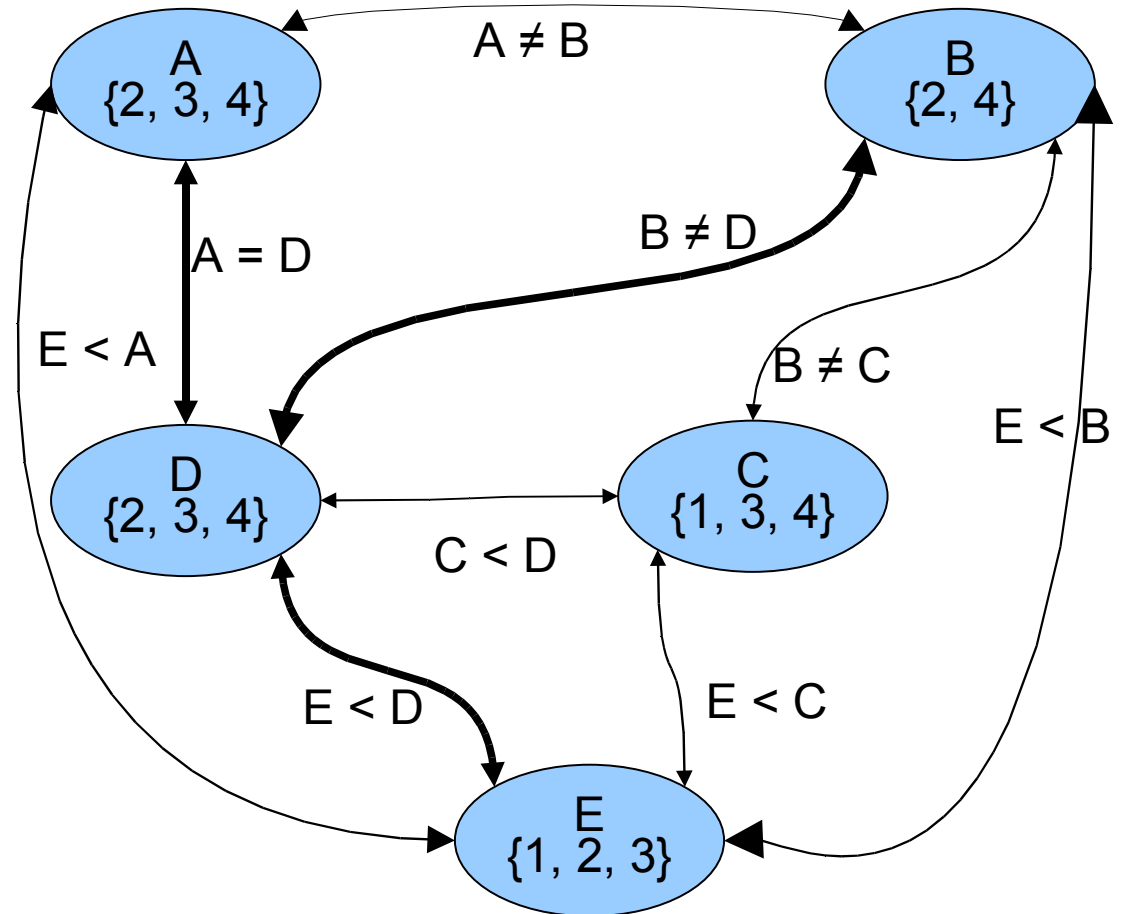 A ≠ B
A
{2, 3, 4}
B
{2, 4}
B ≠ D
A = D
E < A
B ≠ C
E < B
D
{2, 3, 4}
C
{1, 3, 4}
C < D
E < D
E < C
E
{1, 2, 3}